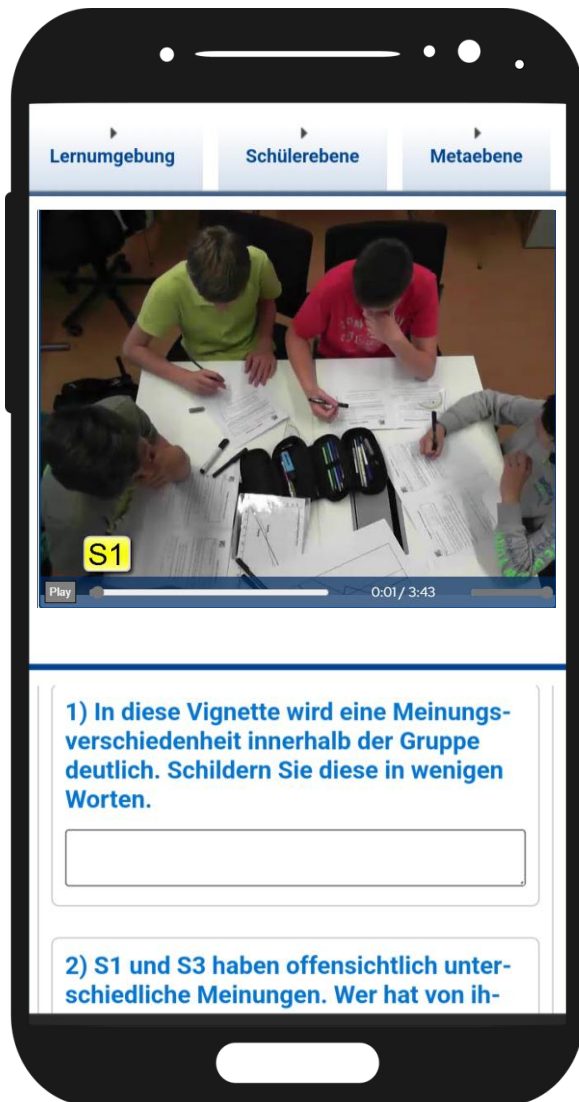 Lernumgebung
Schülerebene
Metaebene
S1
Play
0:01 / 3:43
1) In diese Vignette wird eine Meinungs-
verschiedenheit innerhalb der Gruppe
deutlich. Schildern Sie diese in wenigen
Worten.
2) S1 und S3 haben offensichtlich unter-
schiedliche Meinungen. Wer hat von ih-